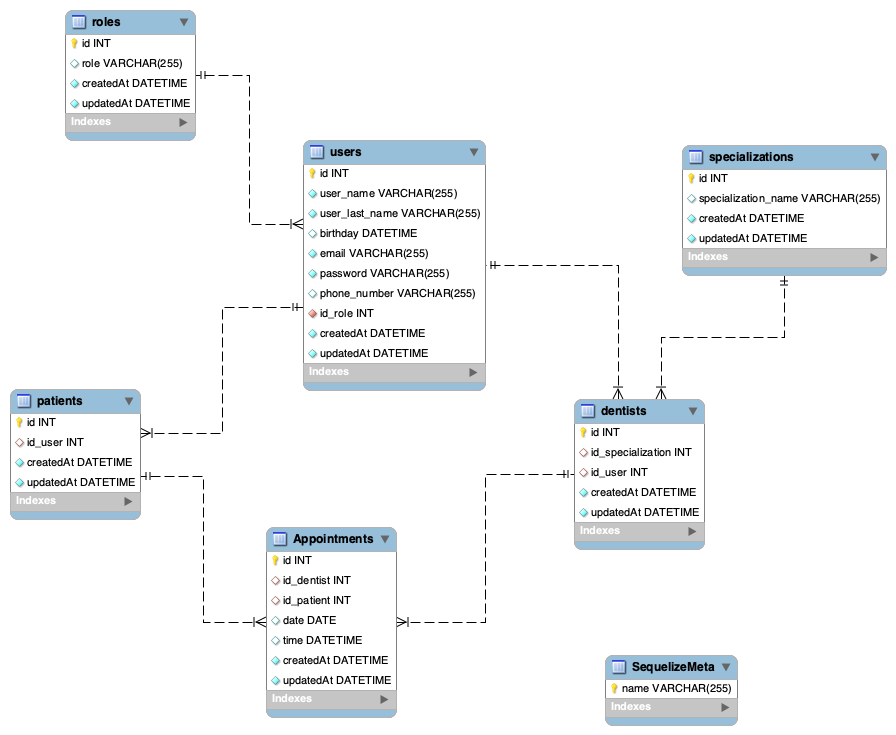 roles
id INT
role VARCHAR(255)
createdAt DATETIME
updatedAt DATETIME
Indexes
users
id INT
user_name VARCHAR(255)
user_last_name VARCHAR(255)
birthday DATETIME
email VARCHAR(255)
password VARCHAR(255)
phone_number VARCHAR(255)
id_role INT
createdAt DATETIME
updatedAt DATETIME
Indexes
specializations
id INT
specialization_name VARCHAR(255)
createdAt DATETIME
updatedAt DATETIME
Indexes
patients
id INT
id_user INT
createdAt DATETIME
updatedAt DATETIME
Indexes
dentists
id INT
id_specialization INT
id_user INT
createdAt DATETIME
updatedAt DATETIME
Indexes
Appointments
id INT
id_dentist INT
id_patient INT
date DATE
time DATETIME
createdAt DATETIME
updatedAt DATETIME
Indexes
SequelizeMeta
name VARCHAR(255)
Indexes